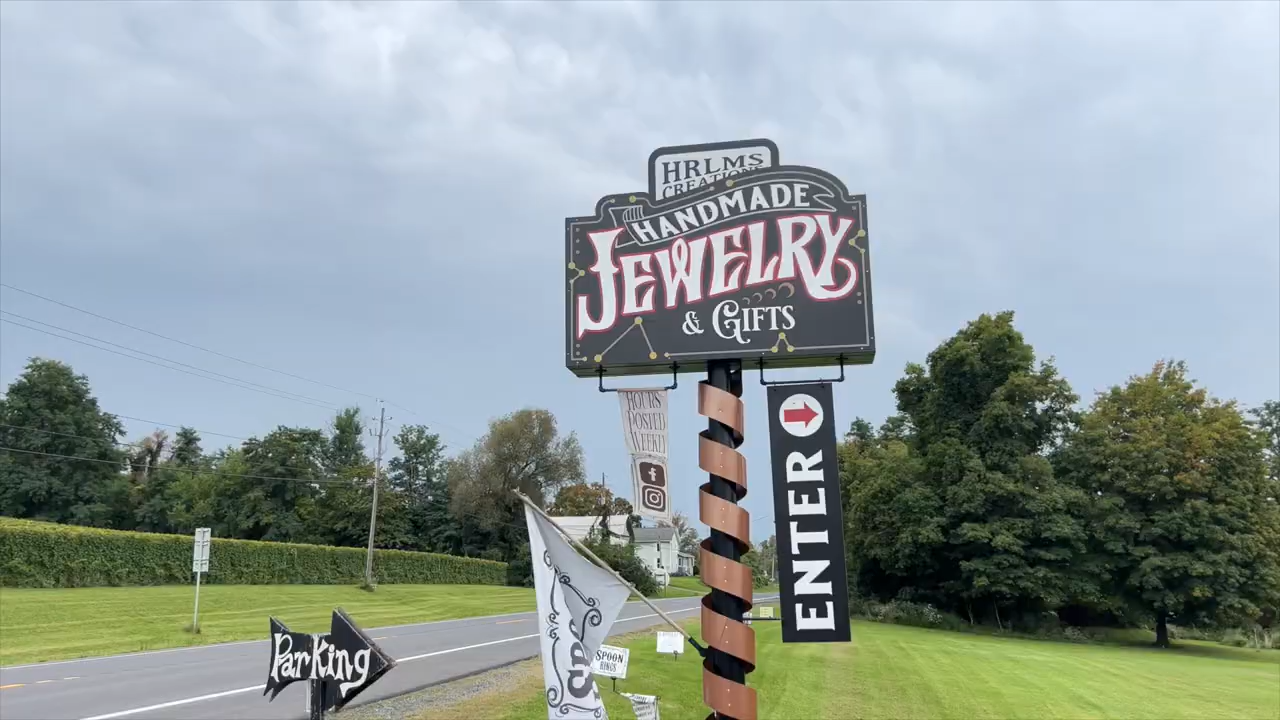 HRLMS
CREATIONS
HANDMADE
JEWELRY
& GIFTS
HOURS
POSTED
WEEKLY
ENTER
Parking
SPOON
RINGS